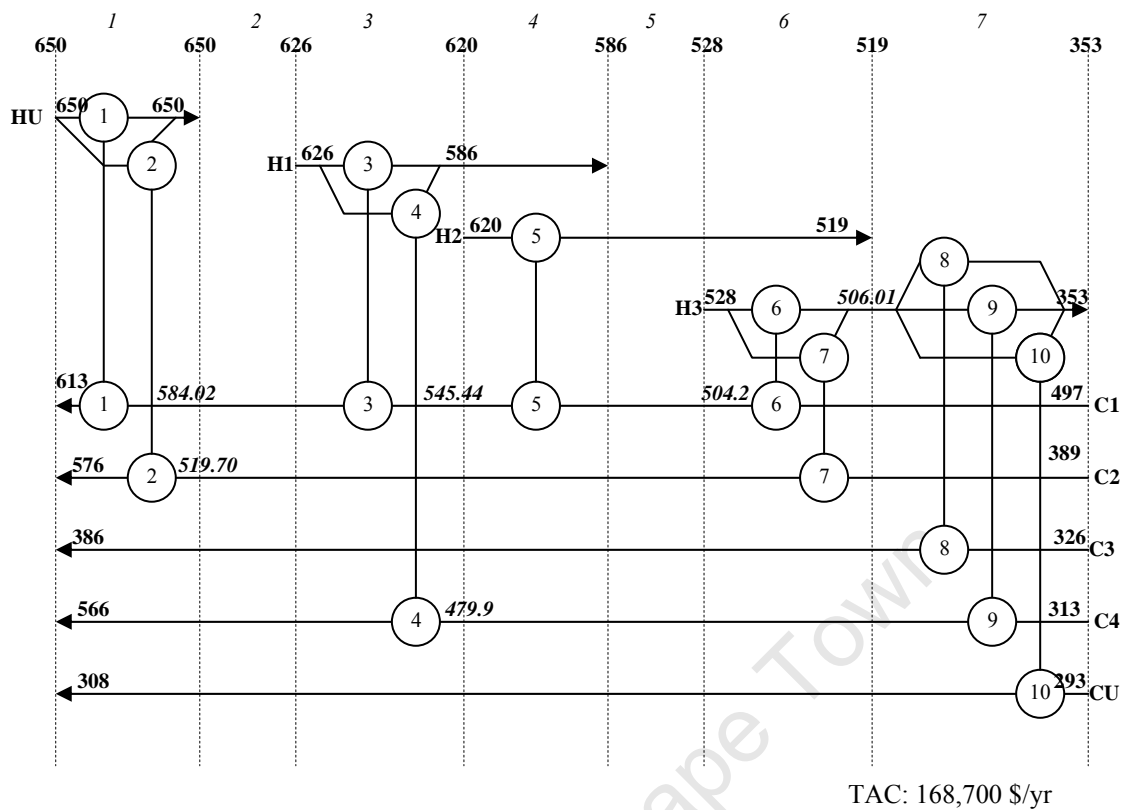 1 2 3 4 5 6 7
650 650 626 620 586 528 519 353
HU 650 1 650
2
H1 626 3 586
4
H2 620 5 519
8
H3 528 6 506.01 9 353
7 10
613 1 584.02 3 545.44 5 504.2 6 497 C1
576 2 519.70 7 389 C2
386 8 326 C3
566 4 479.9 9 313 C4
308 10 293 CU
ape Town
TAC: 168,700 $/yr